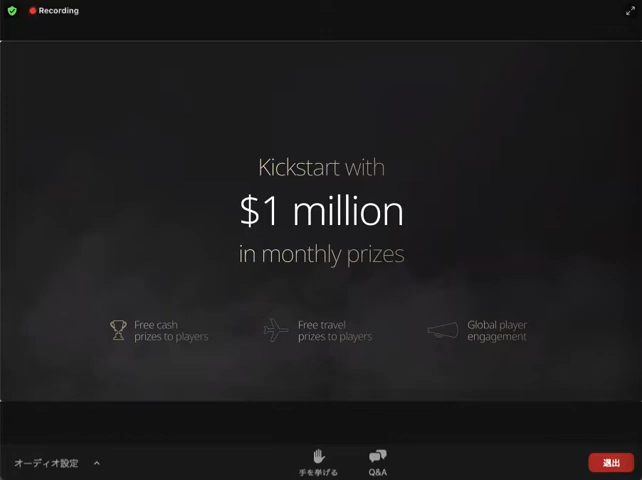 Recording
Kickstart with
$1 million
in monthly prizes
Free cash
prizes to players
Free travel
prizes to players
Global player
engagement
オーディオ設定
手を挙げる
Q&A
退出